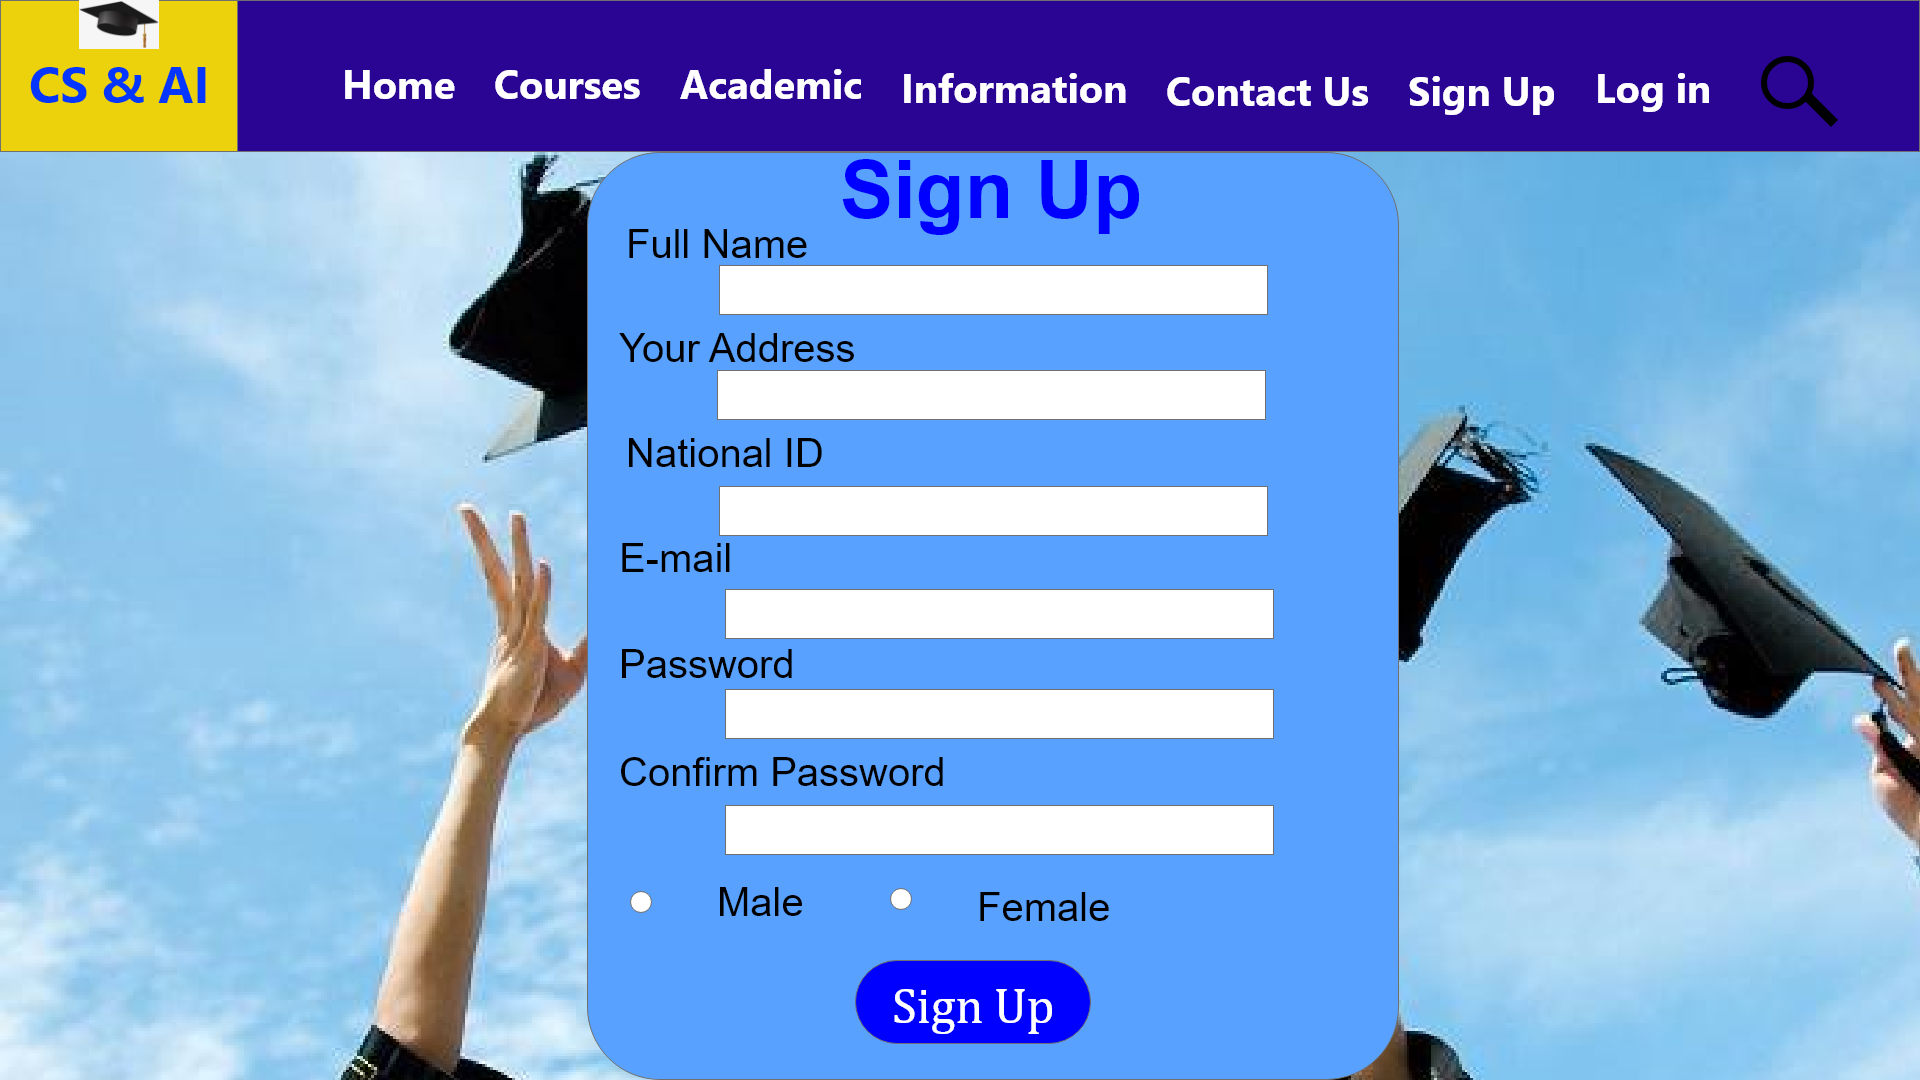 CS & AI
Home Courses Academic Information Contact Us Sign Up Log in
Sign Up
Full Name
Your Address
National ID
E-mail
Password
Confirm Password
Male Female
Sign Up